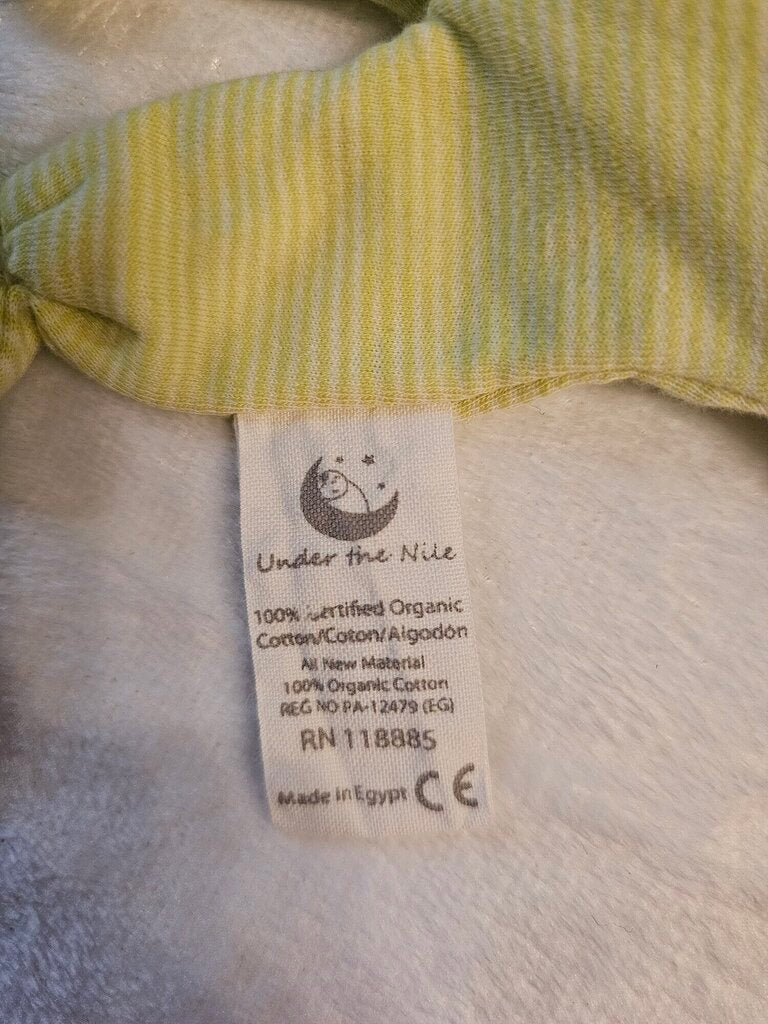 Under the Nile
100% Certified Organic
Cotton/Coton/Algodón
All New Material
100% Organic Cotton
REG NO PA-12479 (EG)
RN 118885
Made in Egypt CE